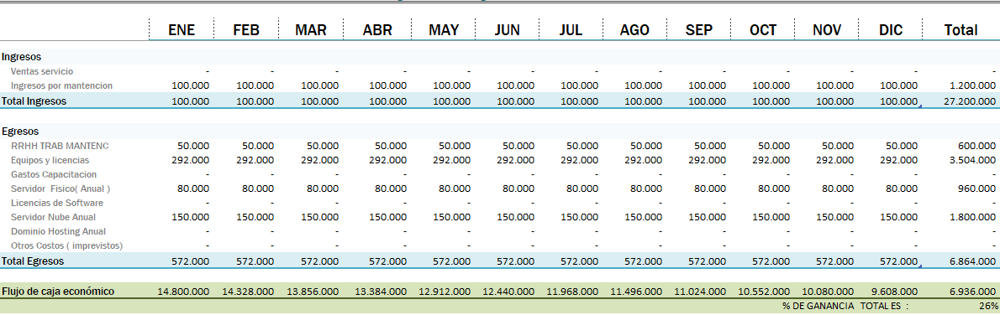 ENE FEB MAR ABR MAY JUN JUL AGO SEP OCT NOV DIC Total
Ingresos
Ventas servicio - - - - - - - - - - - - -
Ingresos por mantencion 100.000 100.000 100.000 100.000 100.000 100.000 100.000 100.000 100.000 100.000 100.000 100.000 1.200.000
Total Ingresos 100.000 100.000 100.000 100.000 100.000 100.000 100.000 100.000 100.000 100.000 100.000 100.000 27.200.000
Egresos
RRHH TRAB MANTENC 50.000 50.000 50.000 50.000 50.000 50.000 50.000 50.000 50.000 50.000 50.000 50.000 600.000
Equipos y licencias 292.000 292.000 292.000 292.000 292.000 292.000 292.000 292.000 292.000 292.000 292.000 292.000 3.504.000
Gastos Capacitacion - - - - - - - - - - - - -
Servidor Fisico( Anual ) 80.000 80.000 80.000 80.000 80.000 80.000 80.000 80.000 80.000 80.000 80.000 80.000 960.000
Licencias de Software - - - - - - - - - - - - -
Servidor Nube Anual 150.000 150.000 150.000 150.000 150.000 150.000 150.000 150.000 150.000 150.000 150.000 150.000 1.800.000
Dominio Hosting Anual - - - - - - - - - - - - -
Otros Costos ( imprevistos) - - - - - - - - - - - - -
Total Egresos 572.000 572.000 572.000 572.000 572.000 572.000 572.000 572.000 572.000 572.000 572.000 572.000 6.864.000
Flujo de caja económico 14.800.000 14.328.000 13.856.000 13.384.000 12.912.000 12.440.000 11.968.000 11.496.000 11.024.000 10.552.000 10.080.000 9.608.000 6.936.000
% DE GANANCIA TOTAL ES : 26%